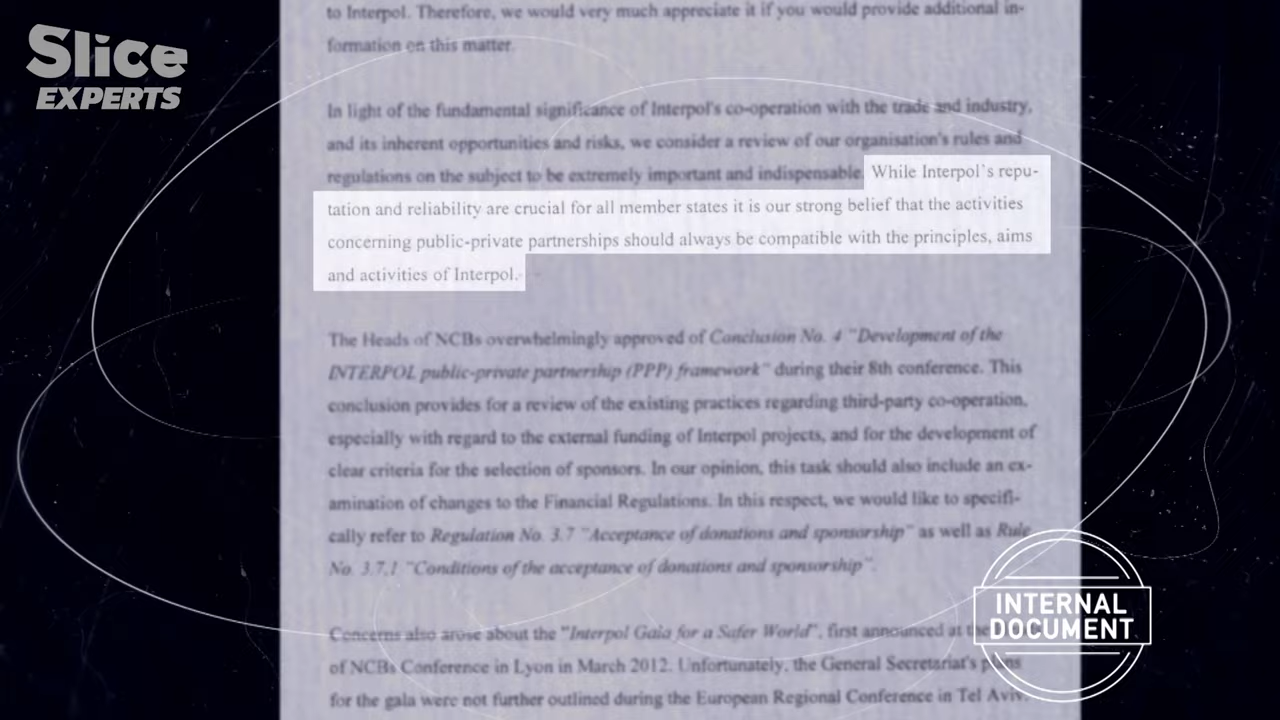 Slice
EXPERTS
to Interpol. Therefore, we would very much appreciate it if you would provide additional in-
formation on this matter.
In light of the fundamental significance of Interpol's co-operation with the trade and industry,
and its inherent opportunities and risks, we consider a review of our organisation's rules and
regulations on the subject to be extremely important and indispensable. While Interpol's repu-
tation and reliability are crucial for all member states it is our strong belief that the activities
concerning public-private partnerships should always be compatible with the principles, aims
and activities of Interpol.
The Heads of NCBs overwhelmingly approved of Conclusion No. 4 "Development of the
INTERPOL public-private partnership (PPP) framework" during their 8th conference. This
conclusion provides for a review of the existing practices regarding third-party co-operation,
especially with regard to the external funding of Interpol projects, and for the development of
clear criteria for the selection of sponsors. In our opinion, this task should also include an ex-
amination of changes to the Financial Regulations. In this respect, we would like to specifi-
cally refer to Regulation No. 3.7 "Acceptance of donations and sponsorship" as well as Rule
No. 3.7.1 "Conditions of the acceptance of donations and sponsorship".
Concerns also arose about the "Interpol Gala for a Safer World", first announced at the
of NCBs Conference in Lyon in March 2012. Unfortunately, the General Secretariat's plans
for the gala were not further outlined during the European Regional Conference in Tel Aviv.
INTERNAL
DOCUMENT